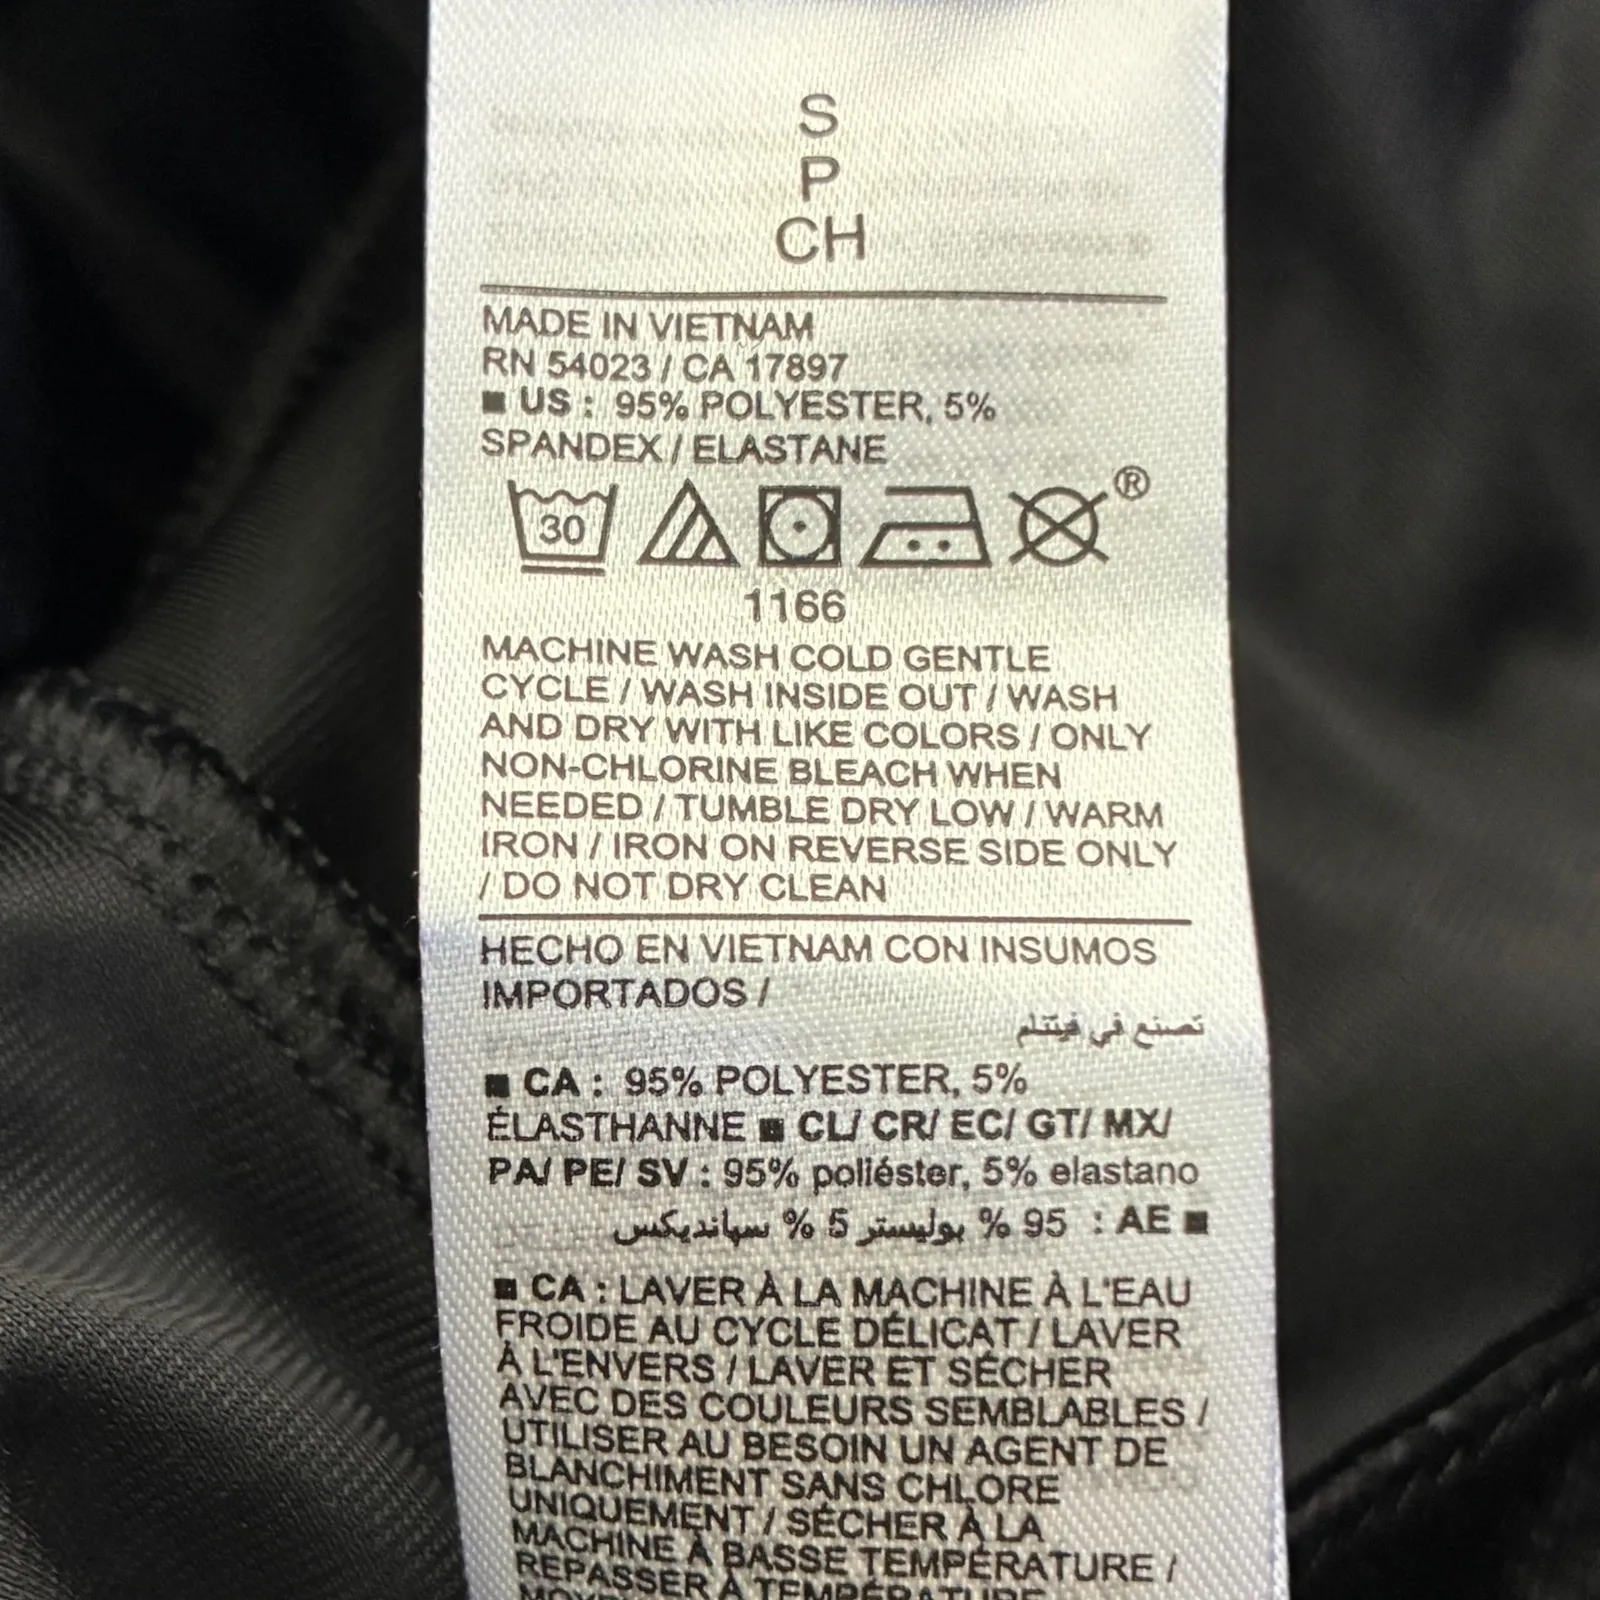 S
P
CH
MADE IN VIETNAM
RN 54023 / CA 17897
■ US : 95% POLYESTER, 5%
SPANDEX / ELASTANE
30
®
1166
MACHINE WASH COLD GENTLE
CYCLE / WASH INSIDE OUT / WASH
AND DRY WITH LIKE COLORS / ONLY
NON-CHLORINE BLEACH WHEN
NEEDED / TUMBLE DRY LOW / WARM
IRON / IRON ON REVERSE SIDE ONLY
/ DO NOT DRY CLEAN
HECHO EN VIETNAM CON INSUMOS
IMPORTADOS /
تصنع في فيتنام
■ CA : 95% POLYESTER, 5%
ÉLASTHANNE ■ CL/ CR/ EC/ GT/ MX/
PA/ PE/ SV : 95% poliéster, 5% elastano
■ AE : 95 % بوليستر 5 % سباندیکس
■ CA : LAVER À LA MACHINE À L'EAU
FROIDE AU CYCLE DÉLICAT / LAVER
À L'ENVERS / LAVER ET SÉCHER
AVEC DES COULEURS SEMBLABLES /
UTILISER AU BESOIN UN AGENT DE
BLANCHIMENT SANS CHLORE
UNIQUEMENT / SÉCHER À LA
MACHINE À BASSE TEMPÉRATURE /
REPASSER À TEMPÉRATURE